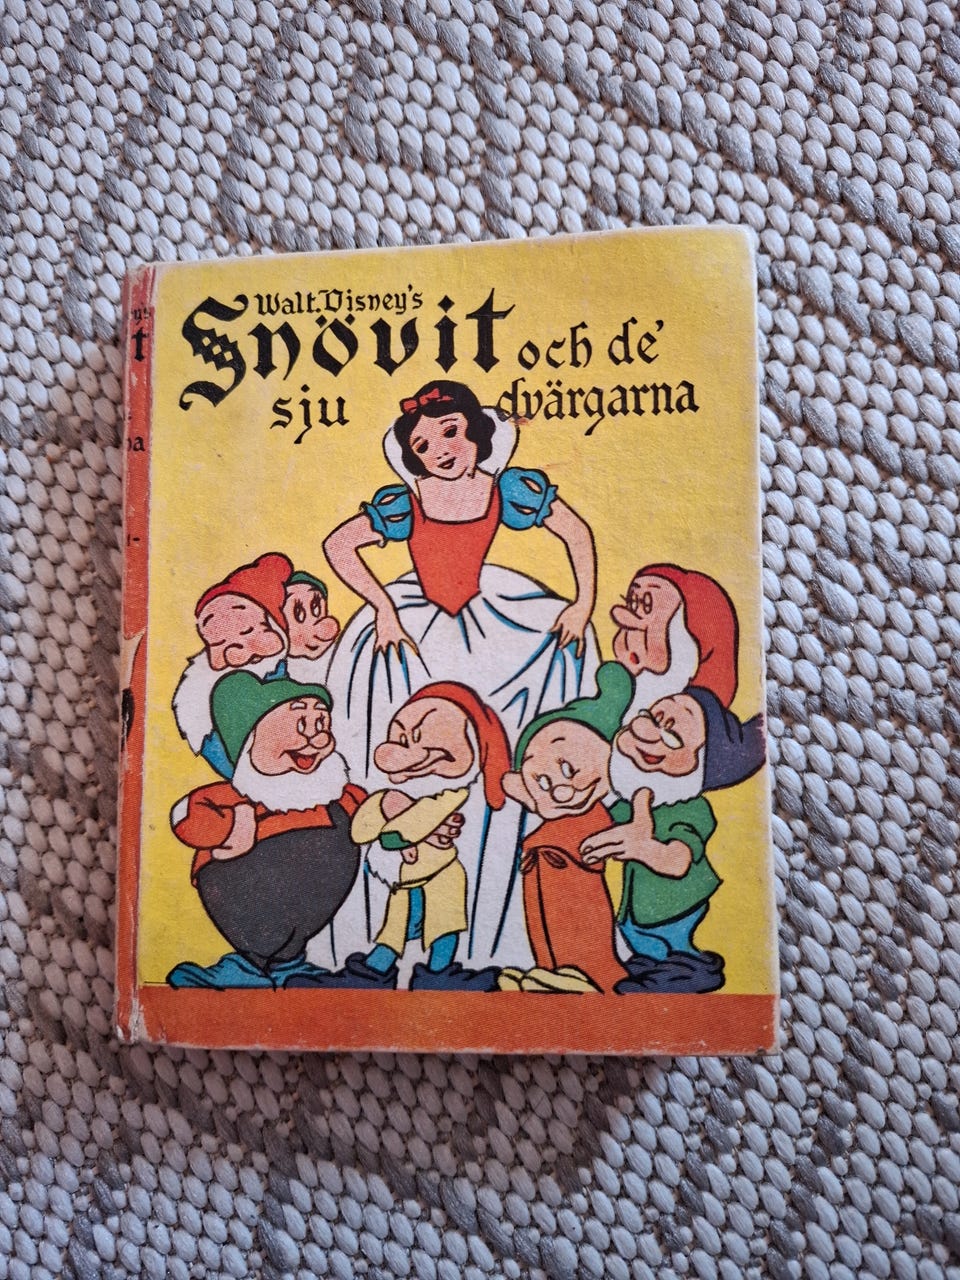 Walt. Disney's
Snövit och de'
sju dvärgarna